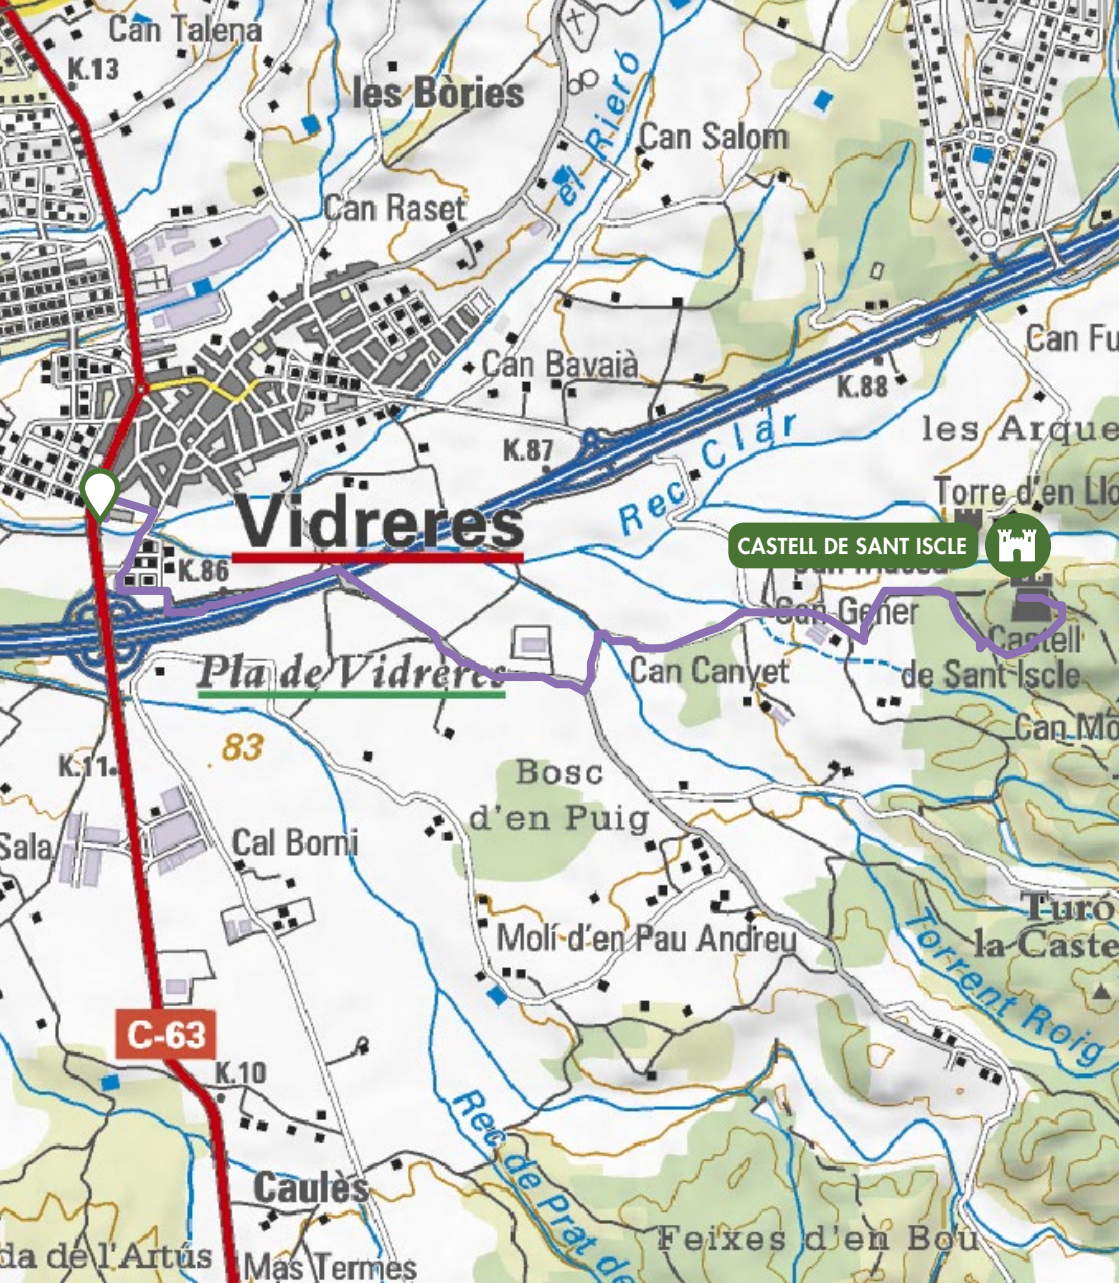 Can Talena
K.13
les Bòries
el Rieró
Can Salom
Can Raset
Can Bavaià
Can Fu
K.88
les Arque
K.87
Rec Clar
Torre d'en Llo
Vidreres
CASTELL DE SANT ISCLE
K.86
Can Gener
Castell
de Sant Iscle
Pla de Vidreres
Can Canyet
Can Mo
83
K.11
Bosc
d'en Puig
Sala
Cal Borni
Turó
la Caste
Molí d'en Pau Andreu
Torrent Roig
C-63
K.10
Rec de Prat de
Caulès
Feixes d'en Bou
da de l'Artús
Mas Termes